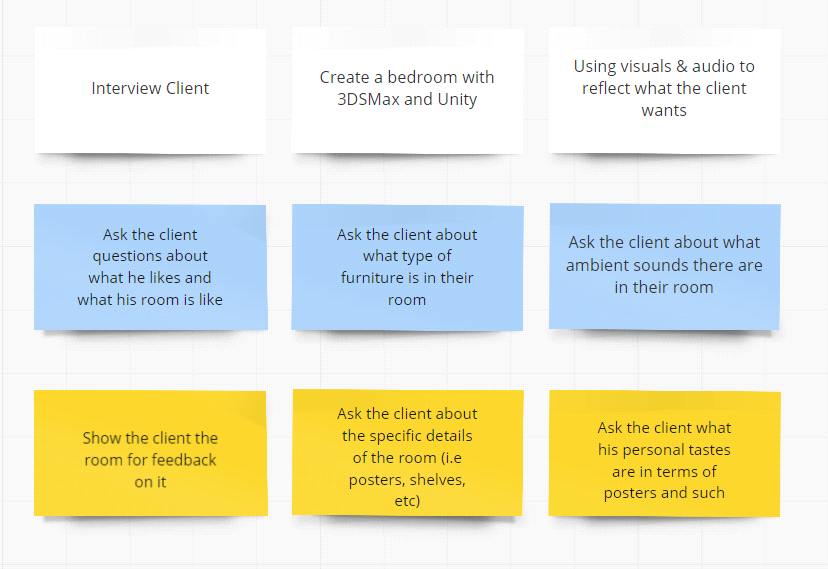 Interview Client
Create a bedroom with
3DSMax and Unity
Using visuals & audio to
reflect what the client
wants
Ask the client
questions about
what he likes and
what his room is like
Ask the client about
what type of
furniture is in their
room
Ask the client about what
ambient sounds there are
in their room
Show the client the
room for feedback
on it
Ask the client about
the specific details
of the room (i.e
posters, shelves,
etc)
Ask the client what
his personal tastes
are in terms of
posters and such